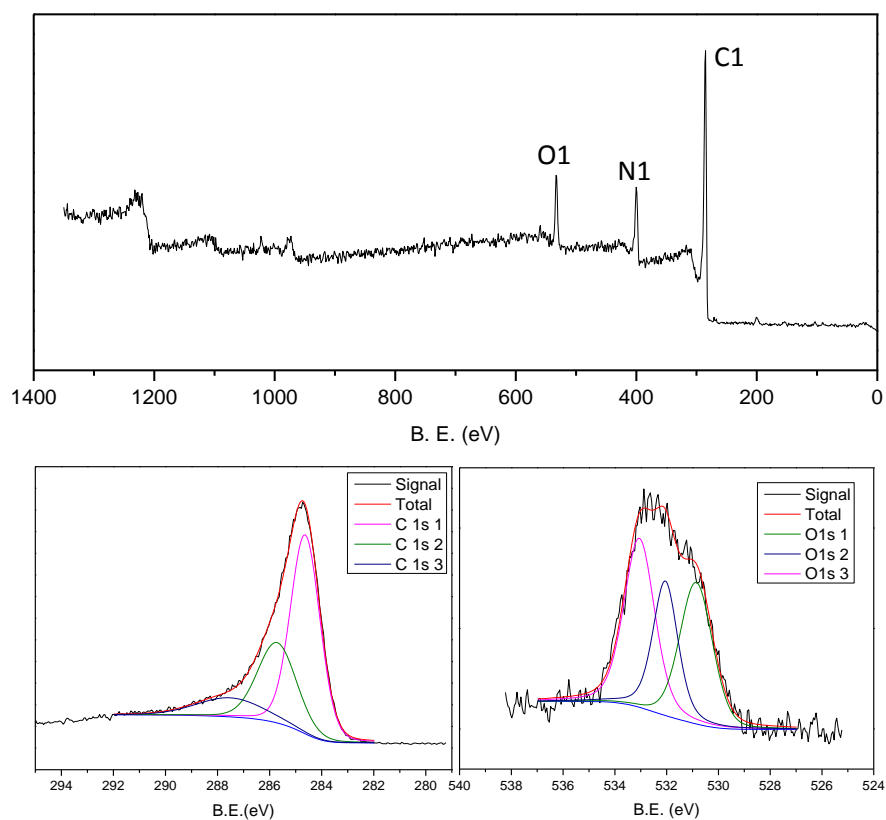 C1
O1
N1
1400 1200 1000 800 600 400 200 0
B. E. (eV)
Signal
Total
C 1s 1
C 1s 2
C 1s 3
294 292 290 288 286 284 282 280
B.E.(eV)
Signal
Total
O1s 1
O1s 2
O1s 3
540 538 536 534 532 530 528 526 524
B.E. (eV)